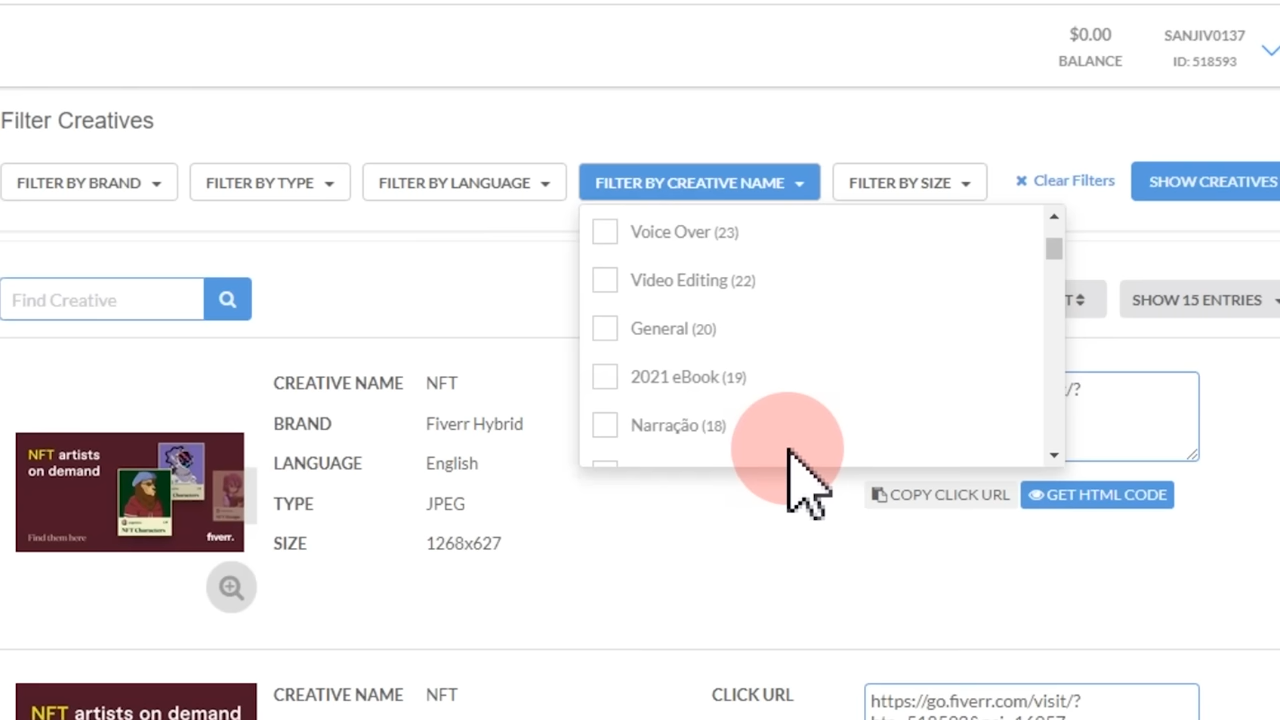 $0.00
BALANCE
SANJIV0137
ID: 518593
Filter Creatives
FILTER BY BRAND
FILTER BY TYPE
FILTER BY LANGUAGE
FILTER BY CREATIVE NAME
FILTER BY SIZE
Clear Filters
SHOW CREATIVES
Voice Over (23)
Video Editing (22)
General (20)
2021 eBook (19)
Narração (18)
Find Creative
T
SHOW 15 ENTRIES
NFT artists
on demand
Find them here
NFT Characters
fiverr.
CREATIVE NAME NFT
BRAND Fiverr Hybrid
LANGUAGE English
TYPE JPEG
SIZE 1268x627
/?
COPY CLICK URL
GET HTML CODE
NFT artists on demand
CREATIVE NAME NFT
CLICK URL
https://go.fiverr.com/visit/?